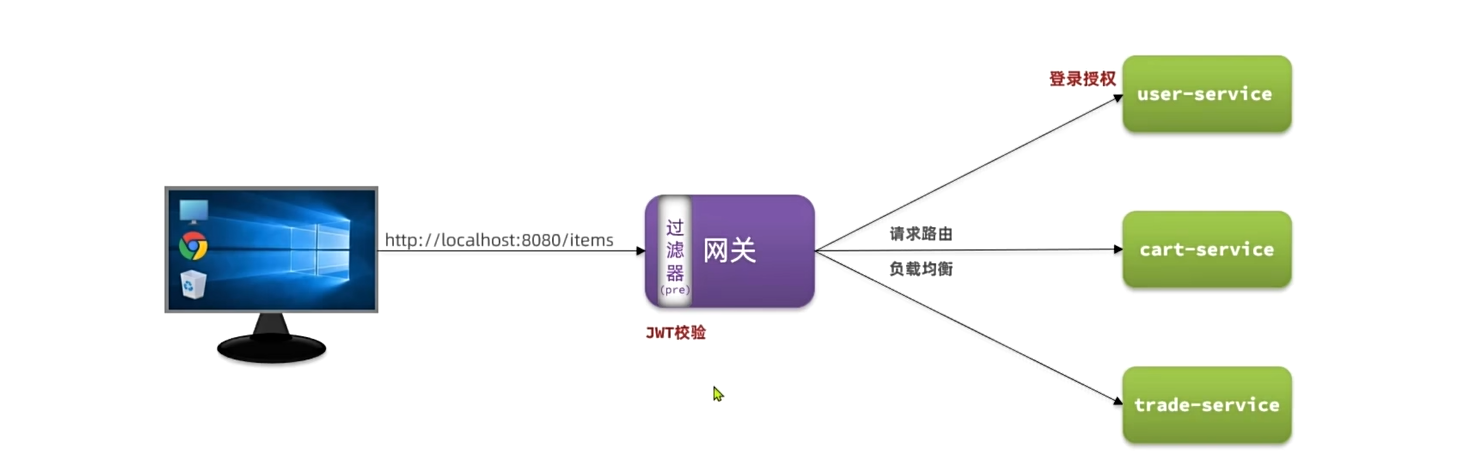 登录授权
user-service
http://localhost:8080/items
过滤器
(pre)
网关
请求路由
负载均衡
cart-service
JWT校验
trade-service